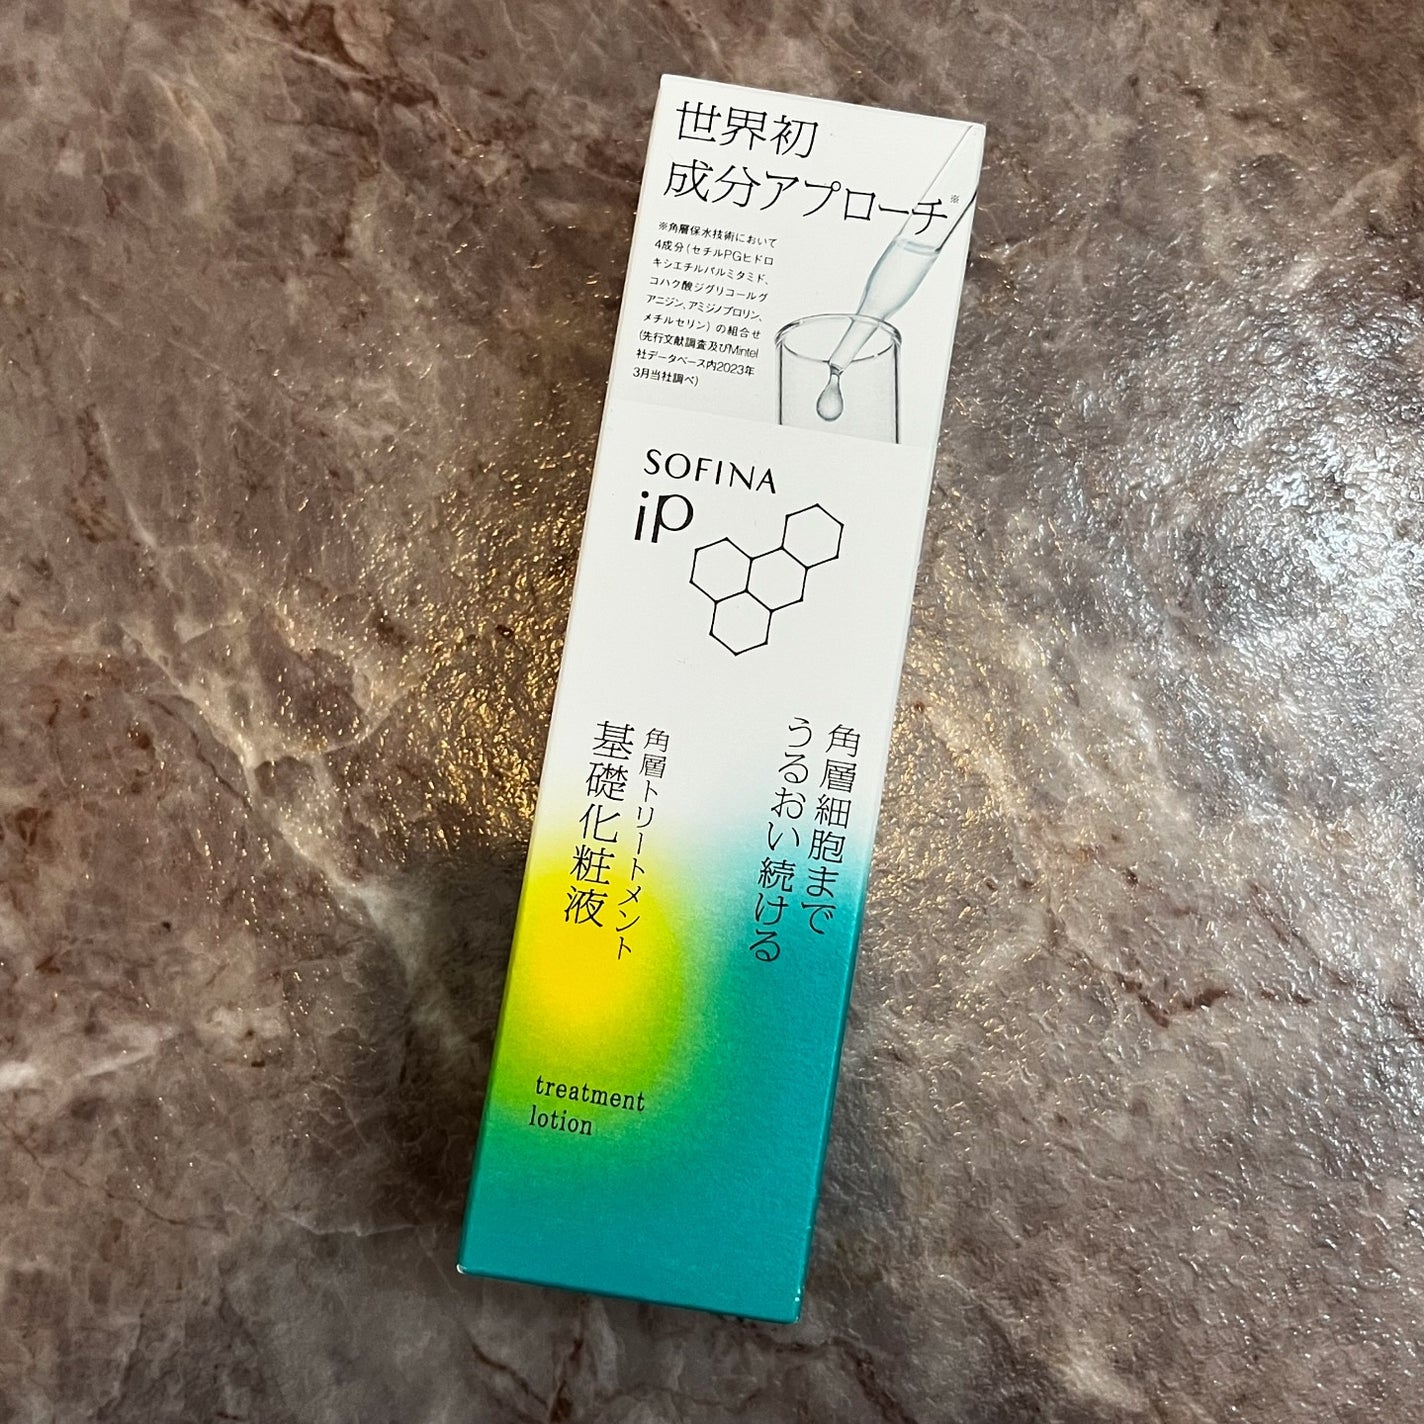 世界初
成分アプローチ※
※角層保水技術において
4成分(セチルPGヒドロ
キシエチルパルミタミド、
コハク酸ジグリコールグ
アニジン、アミジノプロリン、
メチルセリン)の組合せ
(先行文献調査及びMintel
社データベース内2023年
3月当社調べ)
SOFINA
iP
角層細胞まで
うるおい続ける
角層トリートメント
基礎化粧液
treatment
lotion